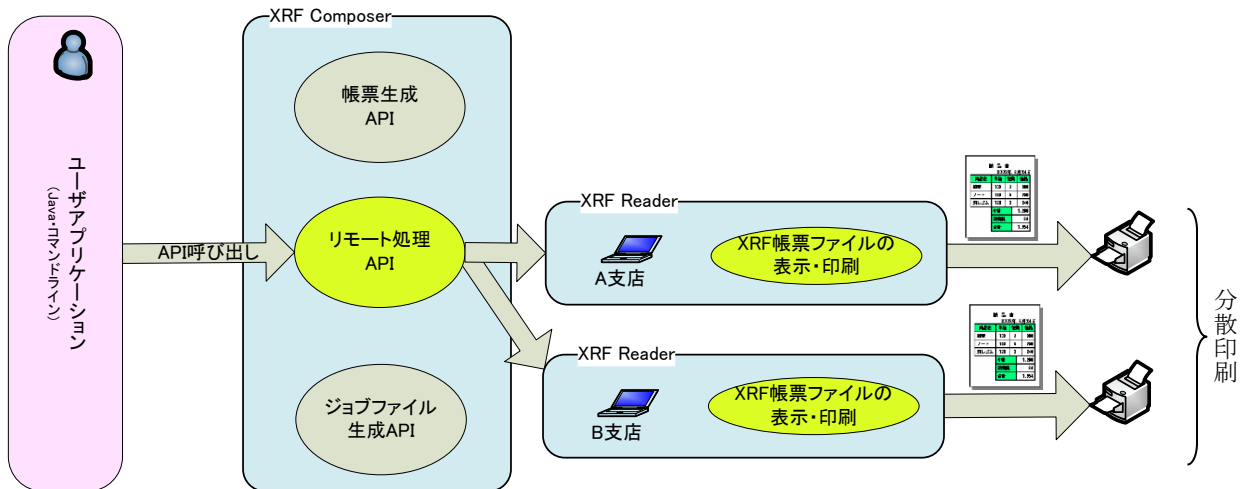 ユーザアプリケーション
(Java・コマンドライン)
XRF Composer
帳票生成
API
API呼び出し
リモート処理
API
ジョブファイル
生成API
XRF Reader
A支店
XRF帳票ファイルの
表示・印刷
XRF Reader
B支店
XRF帳票ファイルの
表示・印刷
分散印刷